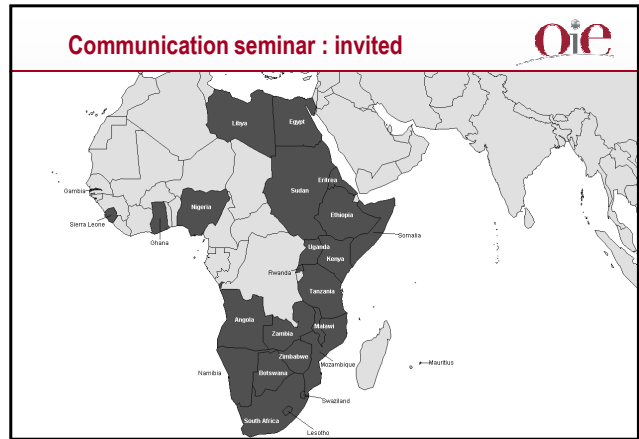 Communication seminar : invited
oie
Libya
Egypt
Gambia
Nigeria
Sudan
Eritrea
Sierra Leone
Ghana
Ethiopia
Somalia
Uganda
Kenya
Rwanda
Tanzania
Angola
Malawi
Zambia
Mozambique
Mauritius
Zimbabwe
Namibia
Botswana
Swaziland
South Africa
Lesotho